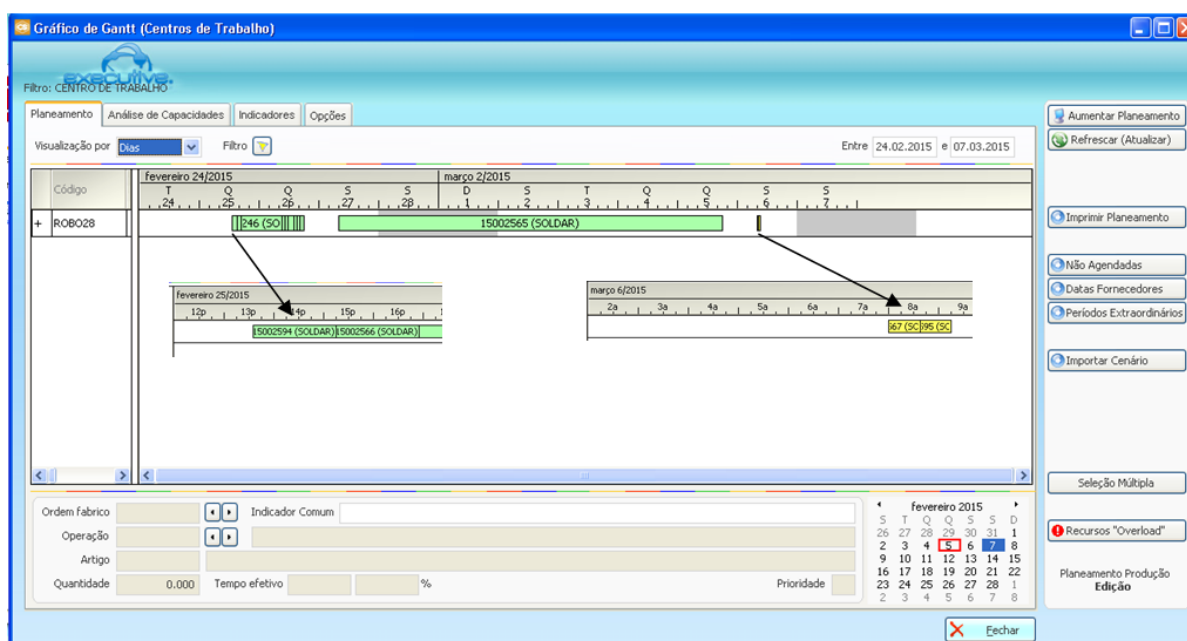 Gráfico de Gantt (Centros de Trabalho)
executive.
Filtro: CENTRO DE TRABALHO
Planeamento Análise de Capacidades Indicadores Opções
Aumentar Planeamento
Visualização por Dias Filtro Entre 24.02.2015 e 07.03.2015
Refrescar (Atualizar)
Código fevereiro 24/2015 março 2/2015
T Q Q S S D S T Q Q S S
24 25 26 27 28 1 2 3 4 5 6 7
+ ROBO28 246 (SO 15002565 (SOLDAR)
Imprimir Planeamento
Não Agendadas
Datas Fornecedores
Períodos Extraordinários
fevereiro 25/2015 março 6/2015
12p 13p 14p 15p 16p 2a 3a 4a 5a 6a 7a 8a 9a
15002594 (SOLDAR) 15002566 (SOLDAR) 67 (SC 95 (SC
Importar Cenário
Seleção Múltipla
Ordem fabrico Indicador Comum
Operação
Artigo
Quantidade 0.000 Tempo efetivo % Prioridade
fevereiro 2015
S T Q Q S S D
26 27 28 29 30 31 1
2 3 4 5 6 7 8
9 10 11 12 13 14 15
16 17 18 19 20 21 22
23 24 25 26 27 28 1
2 3 4 5 6 7 8
Recursos "Overload"
Planeamento Produção
Edição
Fechar